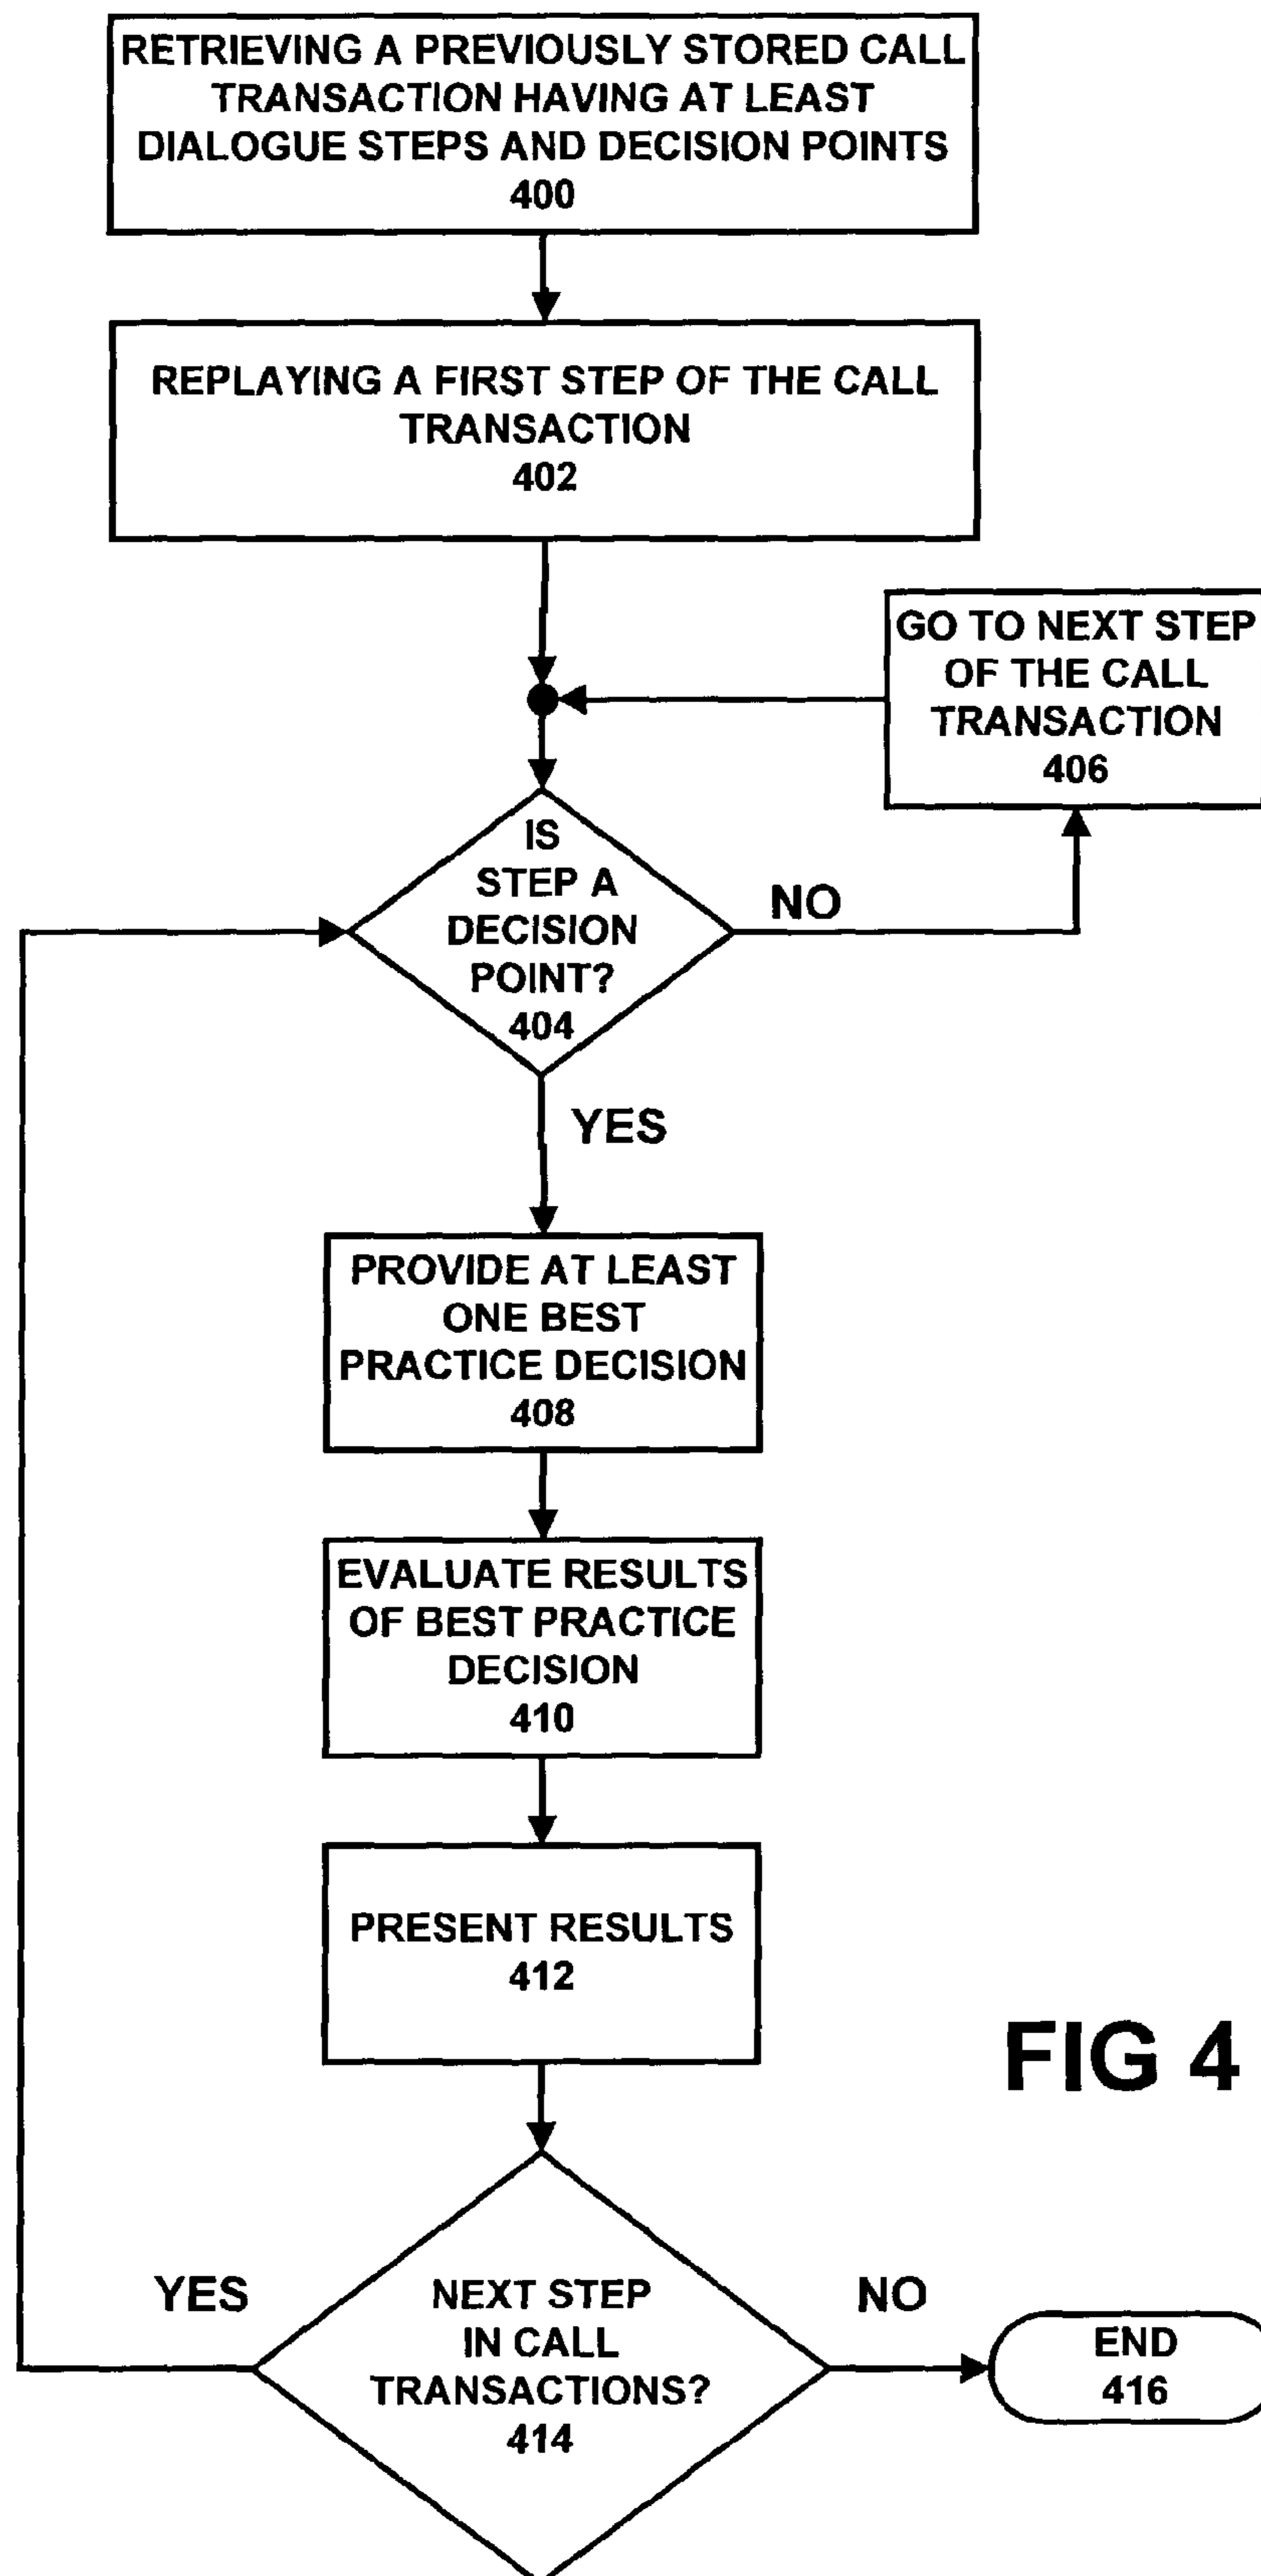 RETRIEVING A PREVIOUSLY STORED CALL
TRANSACTION HAVING AT LEAST
DIALOGUE STEPS AND DECISION POINTS
400
REPLAYING A FIRST STEP OF THE CALL
TRANSACTION
402
GO TO NEXT STEP
OF THE CALL
TRANSACTION
406
IS
STEP A
DECISION
POINT?
404
NO
YES
PROVIDE AT LEAST
ONE BEST
PRACTICE DECISION
408
EVALUATE RESULTS
OF BEST PRACTICE
DECISION
410
PRESENT RESULTS
412
FIG 4
YES
NEXT STEP
IN CALL
TRANSACTIONS?
414
NO
END
416